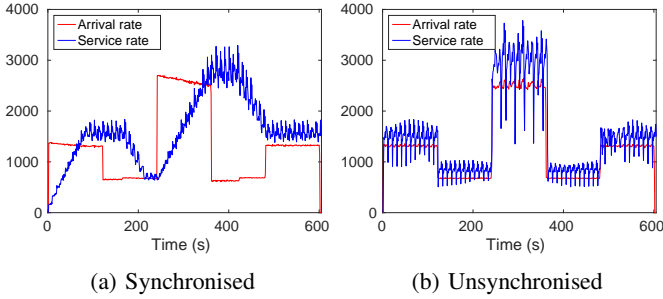 4000
3000
2000
1000
0
Arrival rate
Service rate
0
200
400
600
Time (s)
(a) Synchronised
4000
3000
2000
1000
0
Arrival rate
Service rate
0
200
400
600
Time (s)
(b) Unsynchronised